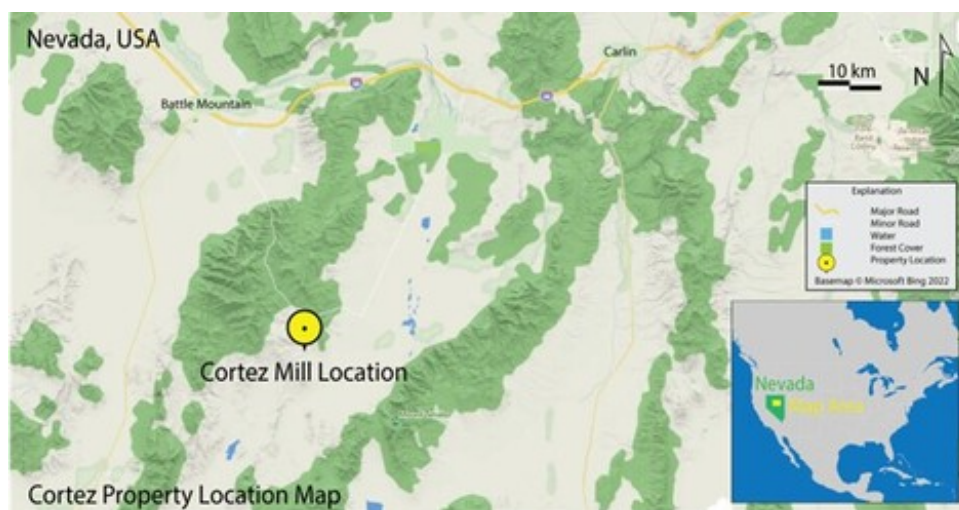 Nevada, USA
Carlin
10 km
N
Battle Mountain
Explanation
Major Road
Minor Road
Water
Forest Cover
Property Location
Basemap © Microsoft Bing 2022
Cortez Mill Location
Nevada
Map Area
Cortez Property Location Map